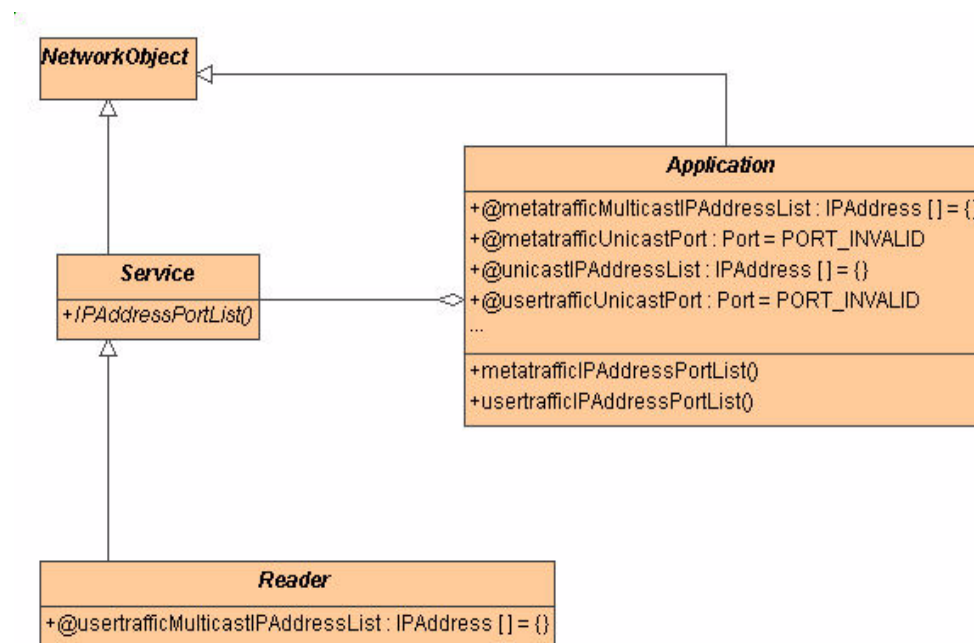 NetworkObject
Application
+@metatrafficMulticastIPAddressList : IPAddress [ ] = {}
+@metatrafficUnicastPort : Port = PORT_INVALID
+@unicastIPAddressList : IPAddress [ ] = {}
+@usertrafficUnicastPort : Port = PORT_INVALID
...
+metatrafficIPAddressPortList()
+usertrafficIPAddressPortList()
Service
+IPAddressPortList()
Reader
+@usertrafficMulticastIPAddressList : IPAddress [ ] = {}